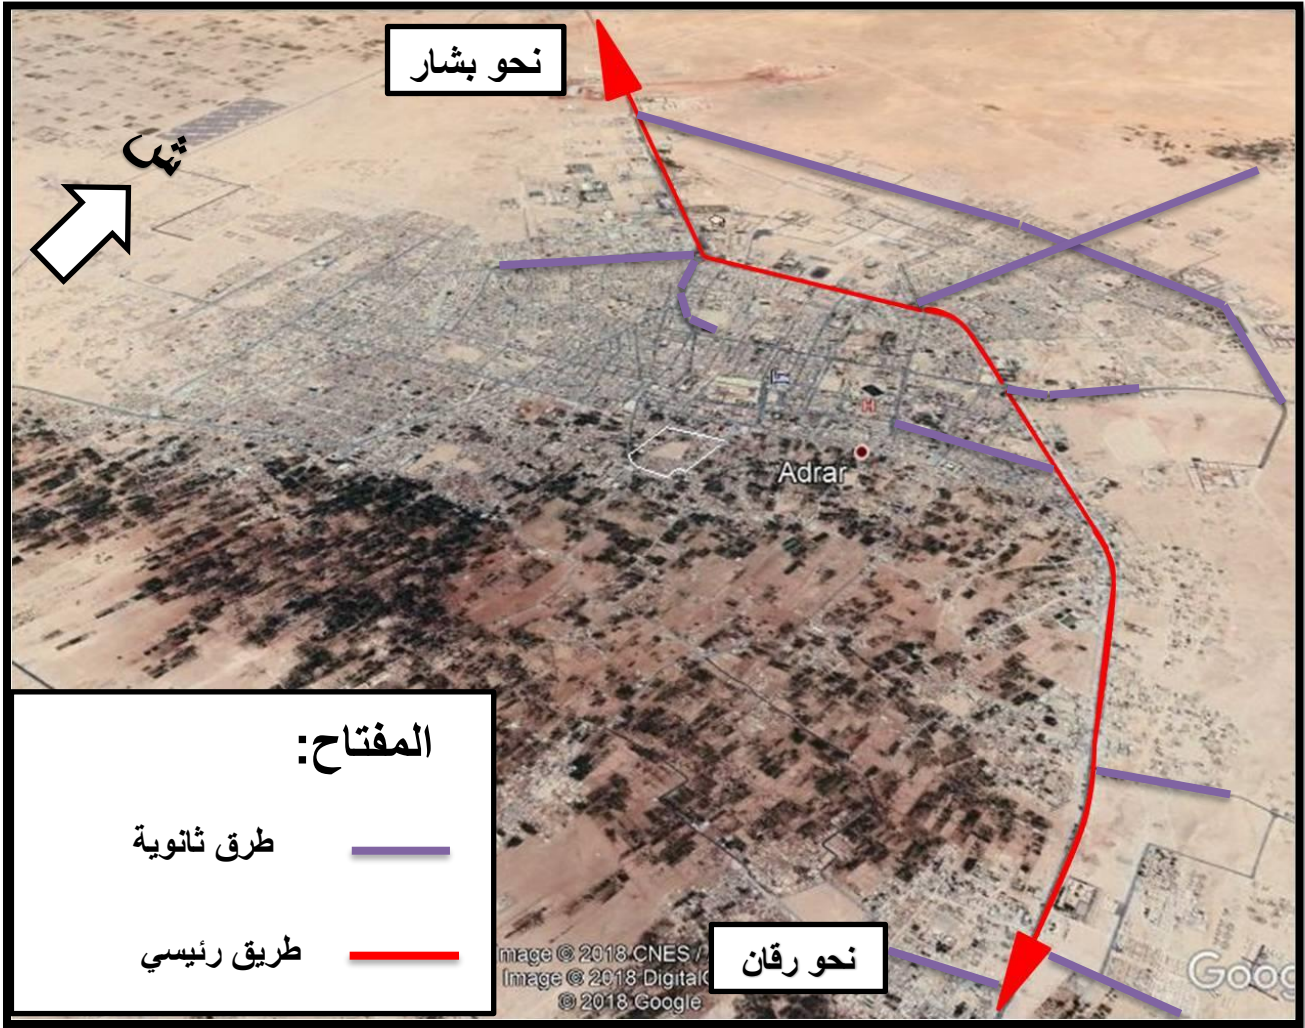 نحو بشار
ش
Adrar
H
المفتاح:
طرق ثانوية
طريق رئيسي
نحو رقان
Image © 2018 CNES /
Image © 2018 Digital
© 2018 Google
Goog